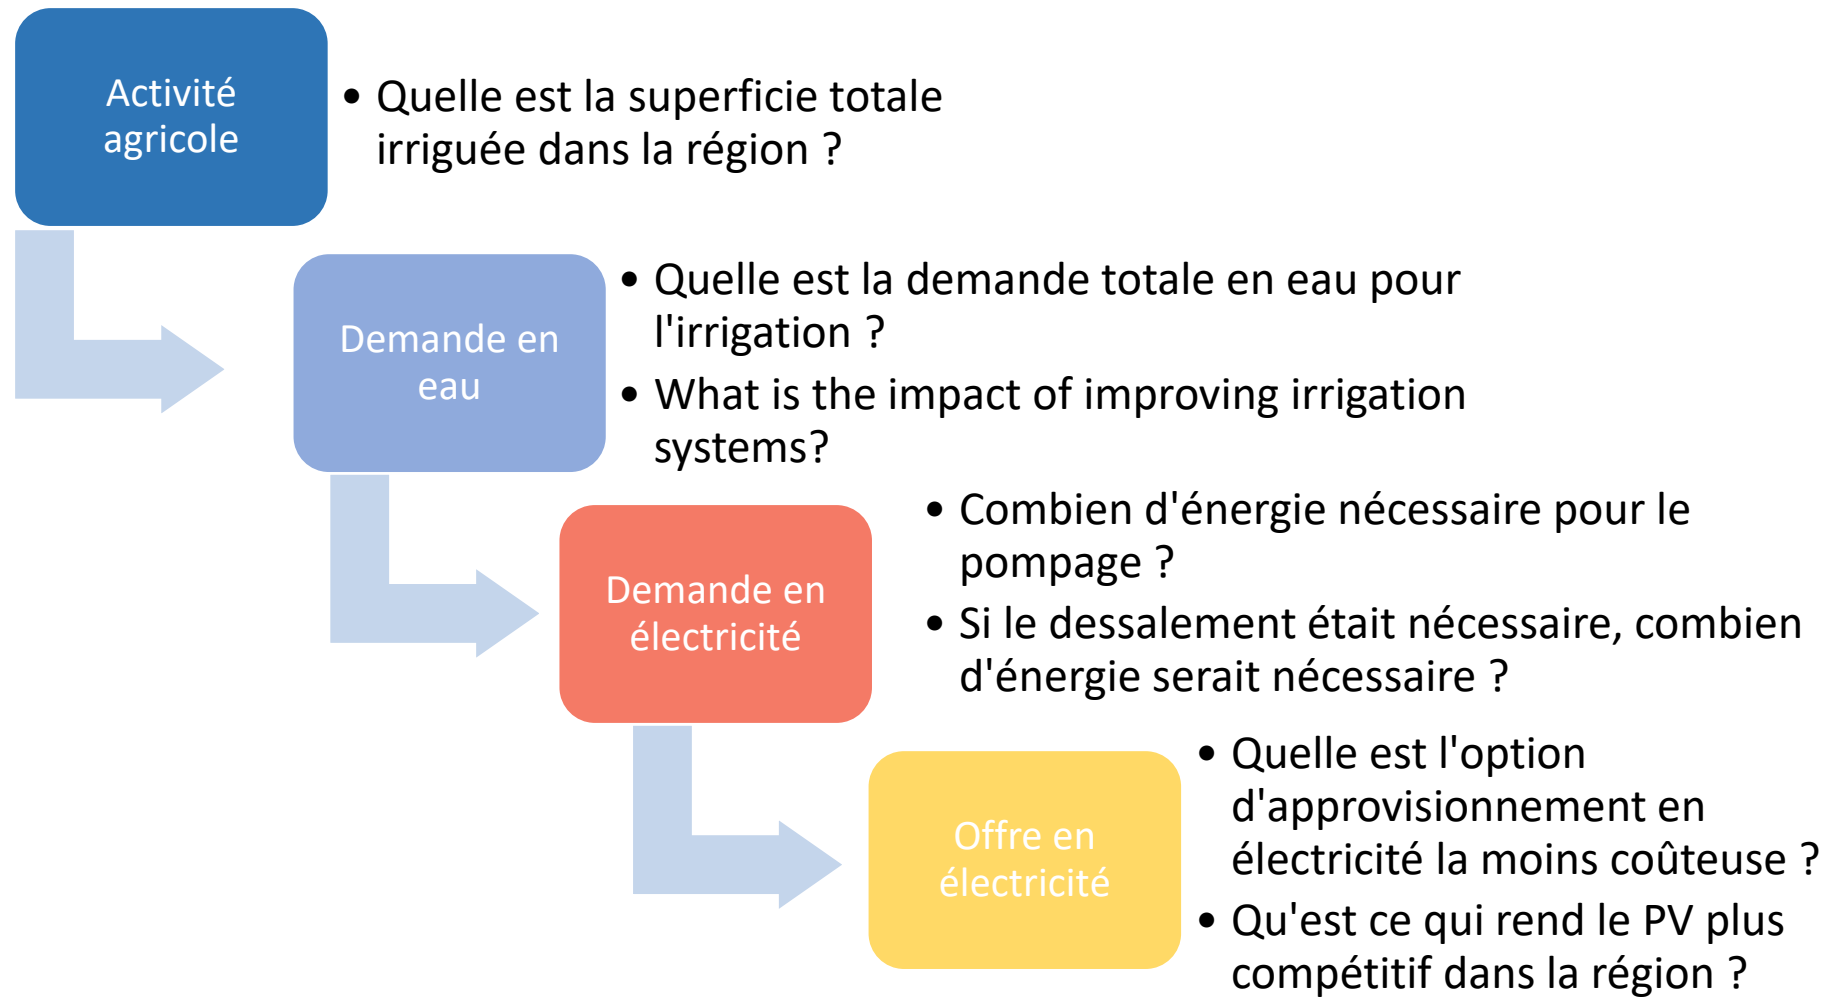 Activité
agricole
• Quelle est la superficie totale
irriguée dans la région ?
Demande en
eau
• Quelle est la demande totale en eau pour
l'irrigation ?
• What is the impact of improving irrigation
systems?
Demande en
électricité
• Combien d'énergie nécessaire pour le
pompage ?
• Si le dessalement était nécessaire, combien
d'énergie serait nécessaire ?
Offre en
électricité
• Quelle est l'option
d'approvisionnement en
électricité la moins coûteuse ?
• Qu'est ce qui rend le PV plus
compétitif dans la région ?